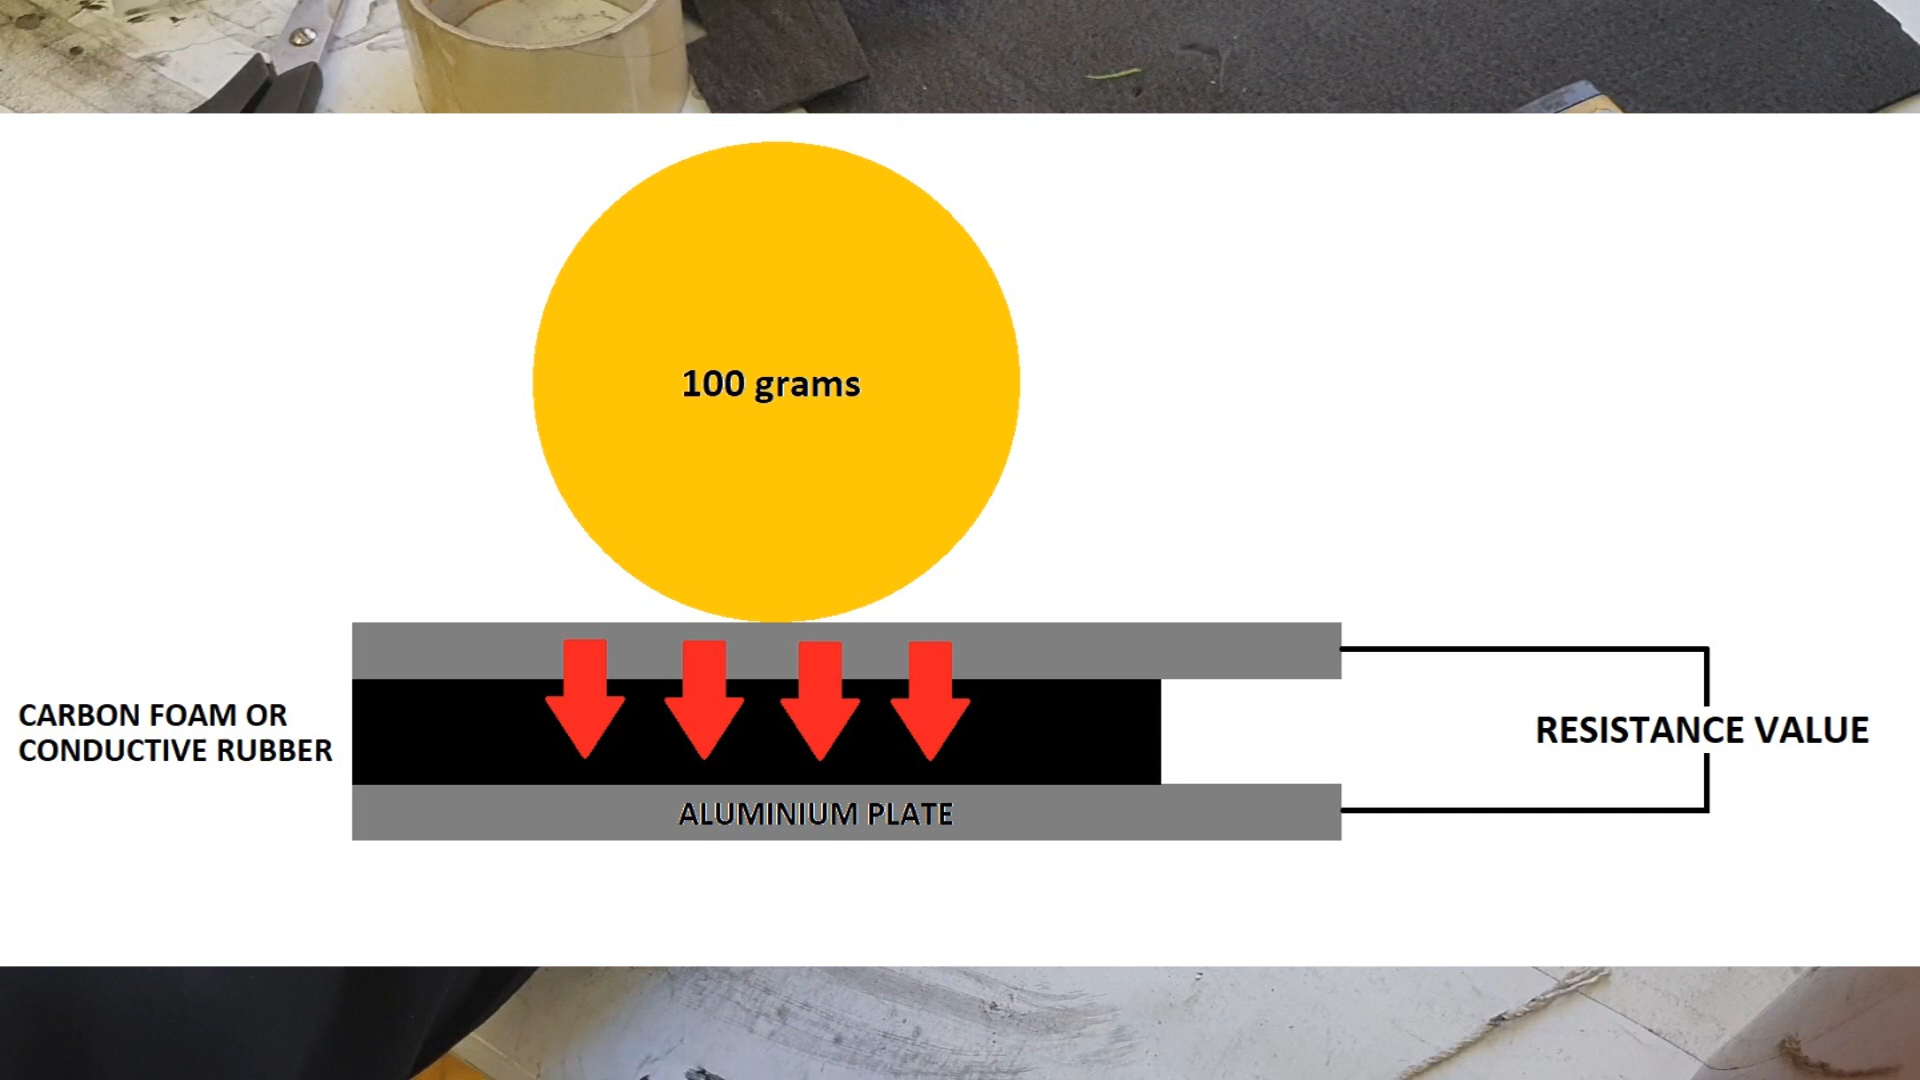 100 grams
CARBON FOAM OR
CONDUCTIVE RUBBER
RESISTANCE VALUE
ALUMINIUM PLATE